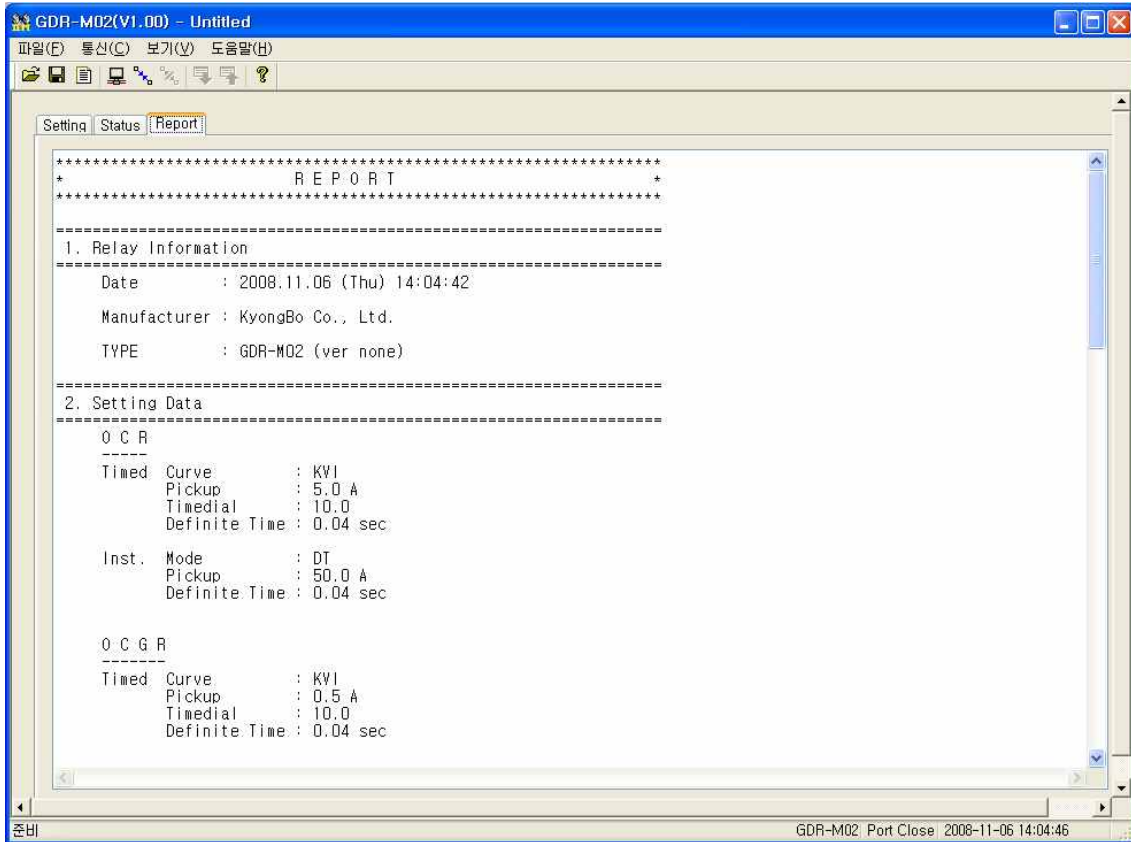 GDR-M02(V1.00) - Untitled
파일(F) 통신(C) 보기(V) 도움말(H)
Setting Status Report
******************************************************************
* R E P O R T *
******************************************************************
==================================================================
1. Relay Information
==================================================================
Date : 2008.11.06 (Thu) 14:04:42
Manufacturer : KyongBo Co., Ltd.
TYPE : GDR-M02 (ver none)
==================================================================
2. Setting Data
==================================================================
O C R
-----
Timed Curve : KVI
Pickup : 5.0 A
Timedial : 10.0
Definite Time : 0.04 sec
Inst. Mode : DT
Pickup : 50.0 A
Definite Time : 0.04 sec
O C G R
-------
Timed Curve : KVI
Pickup : 0.5 A
Timedial : 10.0
Definite Time : 0.04 sec
준비 GDR-M02 Port Close 2008-11-06 14:04:46